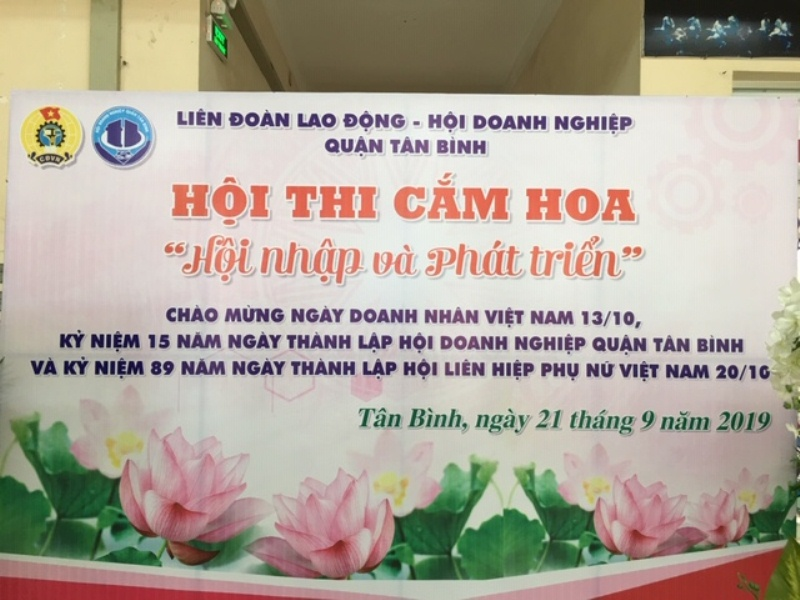 LIÊN ĐOÀN LAO ĐỘNG - HỘI DOANH NGHIỆP
QUẬN TÂN BÌNH
HỘI THI CẮM HOA
“Hội nhập và Phát triển”
CHÀO MỪNG NGÀY DOANH NHÂN VIỆT NAM 13/10,
KỶ NIỆM 15 NĂM NGÀY THÀNH LẬP HỘI DOANH NGHIỆP QUẬN TÂN BÌNH
VÀ KỶ NIỆM 89 NĂM NGÀY THÀNH LẬP HỘI LIÊN HIỆP PHỤ NỮ VIỆT NAM 20/10
Tân Bình, ngày 21 tháng 9 năm 2019